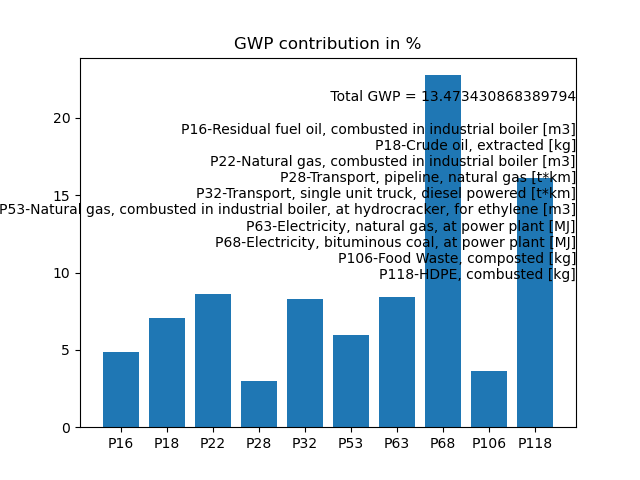 GWP contribution in %
Total GWP = 13.473430868389794
P16-Residual fuel oil, combusted in industrial boiler [m3]
P18-Crude oil, extracted [kg]
P22-Natural gas, combusted in industrial boiler [m3]
P28-Transport, pipeline, natural gas [t*km]
P32-Transport, single unit truck, diesel powered [t*km]
P53-Natural gas, combusted in industrial boiler, at hydrocracker, for ethylene [m3]
P63-Electricity, natural gas, at power plant [MJ]
P68-Electricity, bituminous coal, at power plant [MJ]
P106-Food Waste, composted [kg]
P118-HDPE, combusted [kg]
20
15
10
5
0
P16 P18 P22 P28 P32 P53 P63 P68 P106 P118